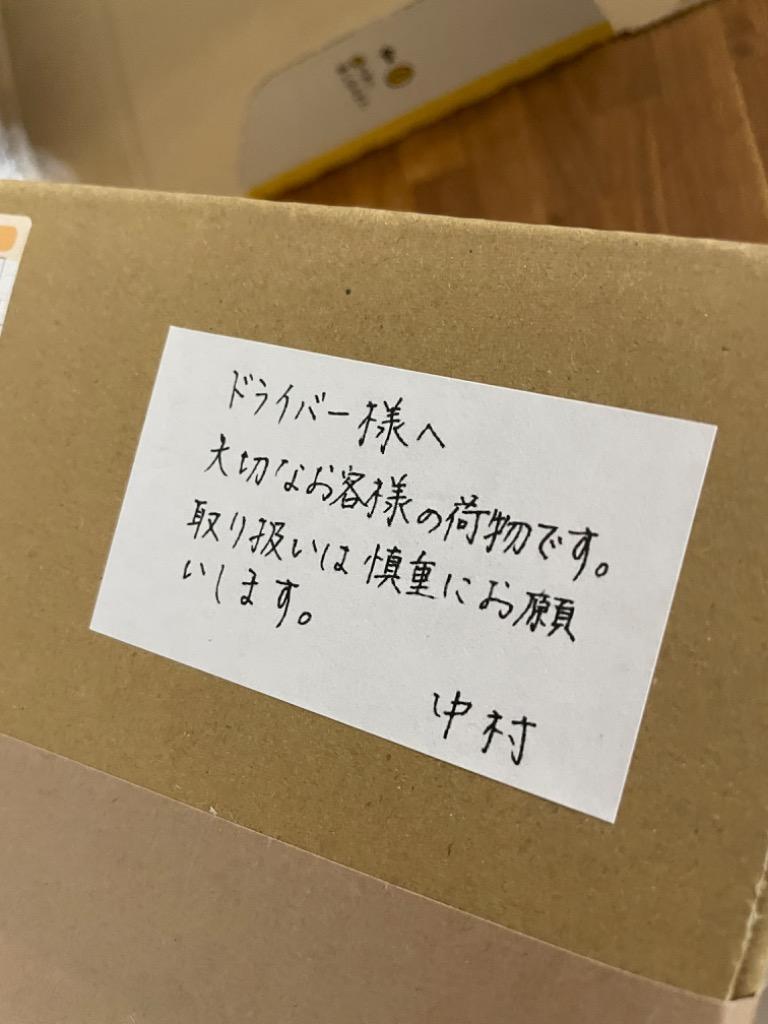 ドライバー様へ
大切なお客様の荷物です。
取り扱いは慎重にお願
いします。
中村